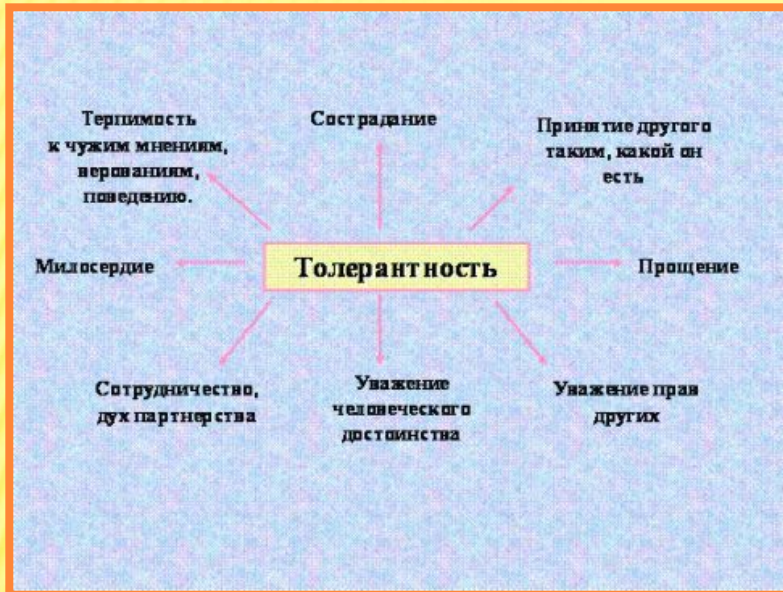 Терпимость
к чужим мнениям,
верованиям,
поведению.
Сострадание
Принятие другого
таким, какой он
есть
Милосердие
Толерантность
Прощение
Сотрудничество,
дух партнерства
Уважение
человеческого
достоинства
Уважение прав
других